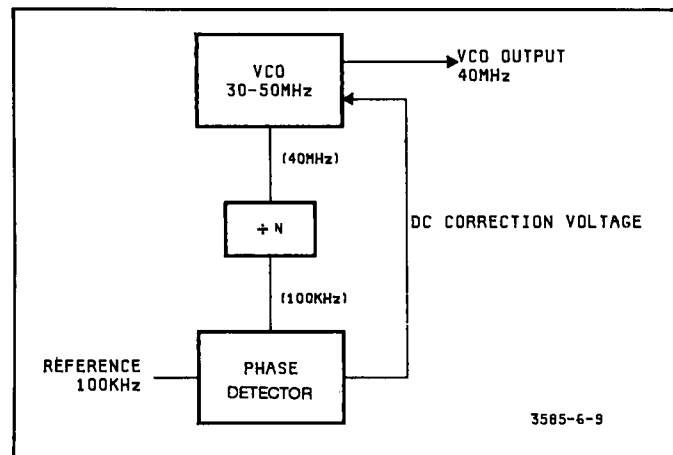 VCO
30-50MHz
VCO OUTPUT
40MHz
(40MHz)
÷ N
DC CORRECTION VOLTAGE
(100KHz)
REFERENCE
100KHz
PHASE
DETECTOR
3585-6-9